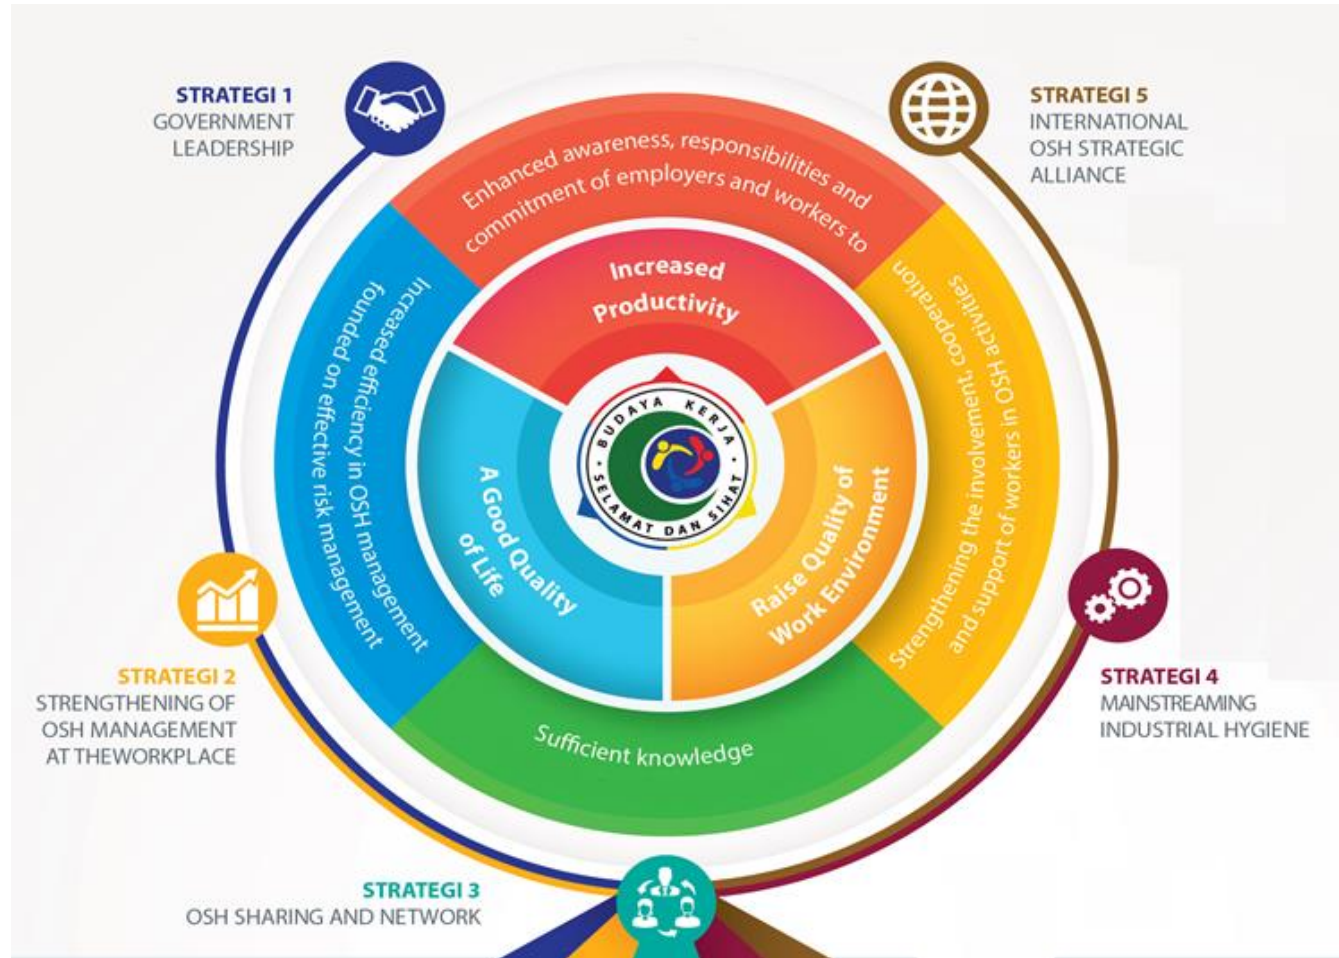 STRATEGI 1
GOVERNMENT
LEADERSHIP
STRATEGI 5
INTERNATIONAL
OSH STRATEGIC
ALLIANCE
Enhanced awareness, responsibilities and
commitment of employers and workers to
Increased efficiency in OSH management
founded on effective risk management
Increased
Productivity
Strengthening the involvement, cooperation
and support of workers in OSH activities
BUDAYA KERJA
SELAMAT DAN SIHAT
A Good Quality
of Life
Raise Quality of
Work Environment
Sufficient knowledge
STRATEGI 2
STRENGTHENING OF
OSH MANAGEMENT
AT THEWORKPLACE
STRATEGI 4
MAINSTREAMING
INDUSTRIAL HYGIENE
STRATEGI 3
OSH SHARING AND NETWORK